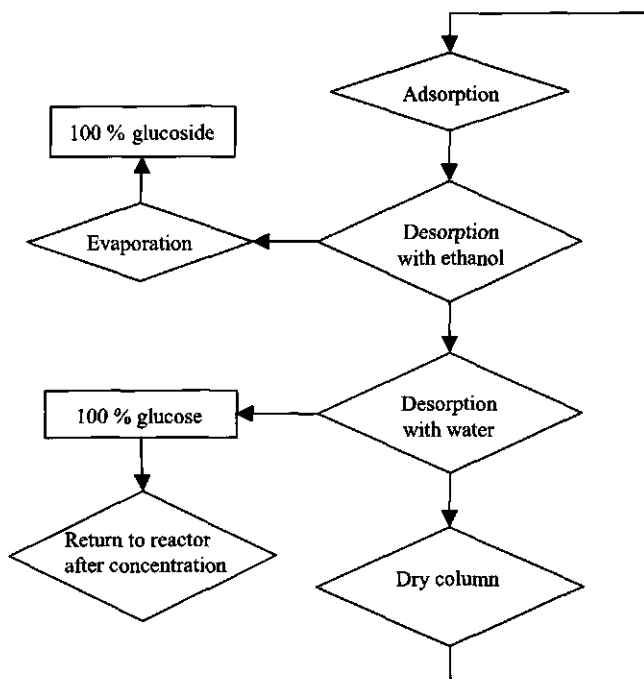 Adsorption
100 % glucoside
Evaporation
Desorption
with ethanol
100 % glucose
Desorption
with water
Return to reactor
after concentration
Dry column